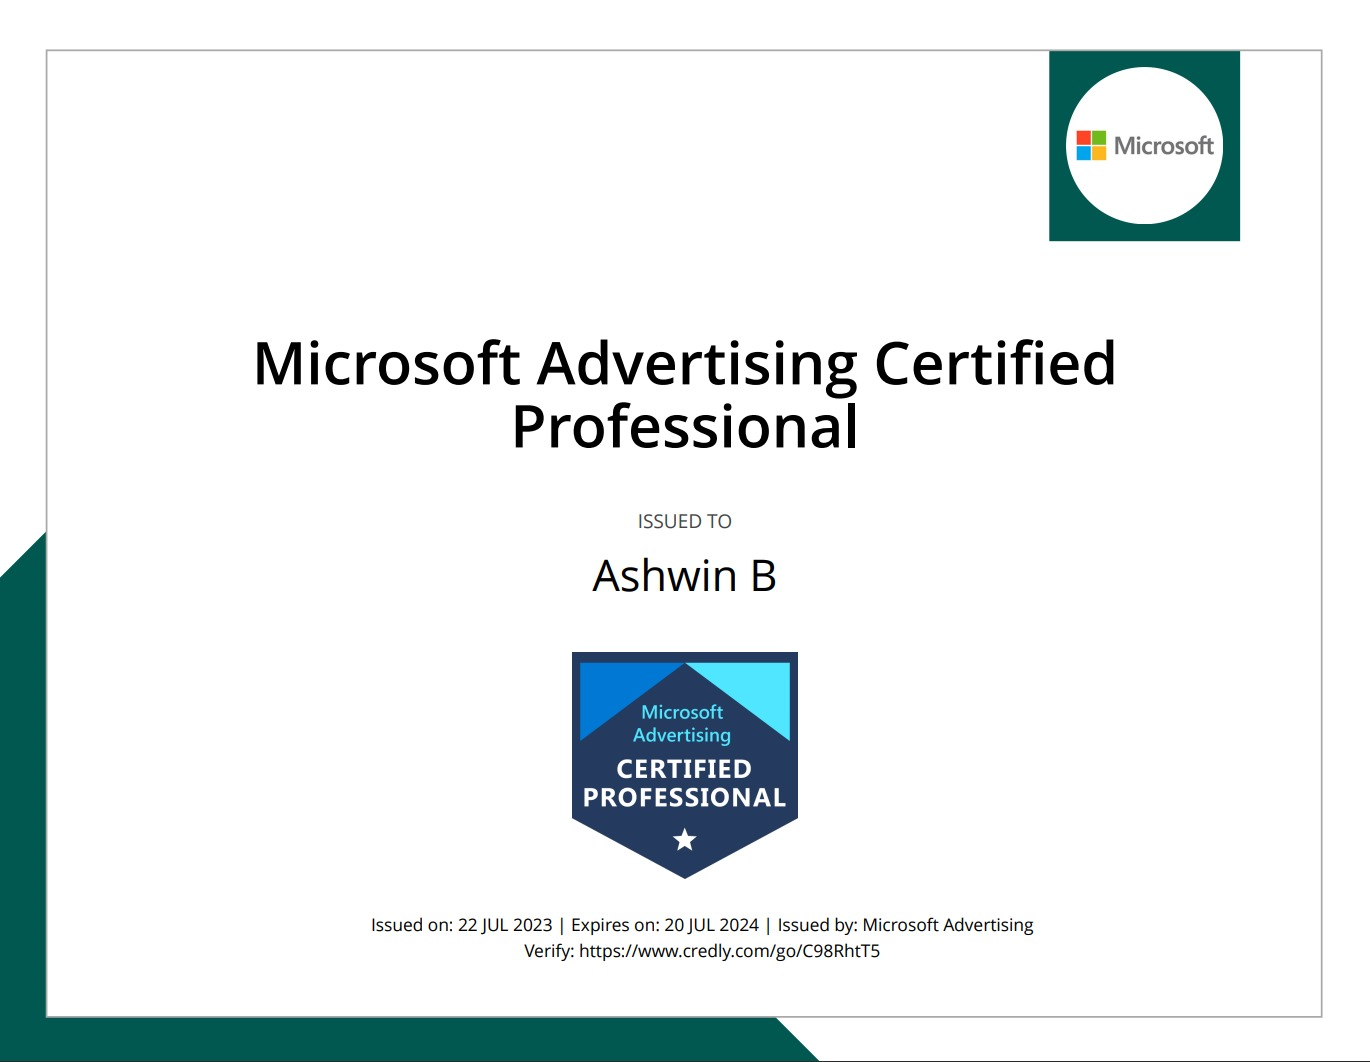 Microsoft
Microsoft Advertising Certified
Professional
ISSUED TO
Ashwin B
Microsoft
Advertising
CERTIFIED
PROFESSIONAL
Issued on: 22 JUL 2023 | Expires on: 20 JUL 2024 | Issued by: Microsoft Advertising
Verify: https://www.credly.com/go/C98RhtT5